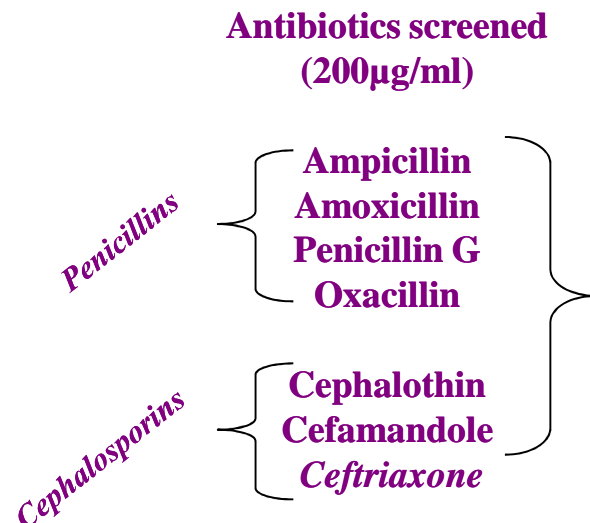 Antibiotics screened
(200µg/ml)
Penicillins
Ampicillin
Amoxicillin
Penicillin G
Oxacillin
Cephalosporins
Cephalothin
Cefamandole
Ceftriaxone